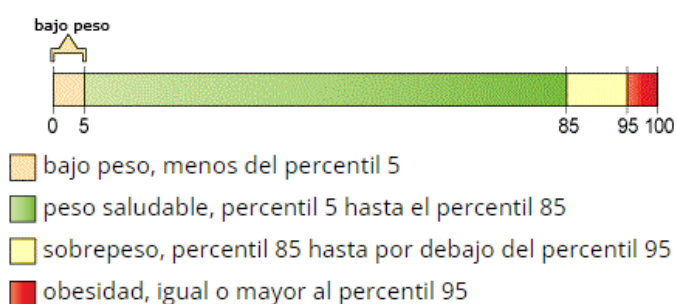 bajo peso
0 5 85 95 100
bajo peso, menos del percentil 5
peso saludable, percentil 5 hasta el percentil 85
sobrepeso, percentil 85 hasta por debajo del percentil 95
obesidad, igual o mayor al percentil 95